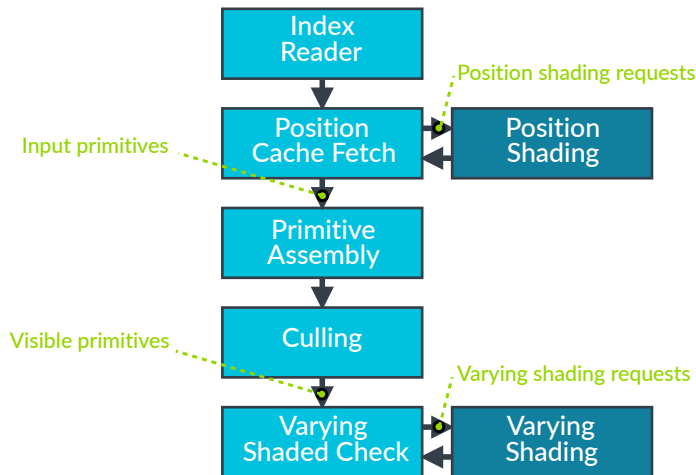 Index
Reader
Position shading requests
Position
Cache Fetch
Position
Shading
Input primitives
Primitive
Assembly
Culling
Visible primitives
Varying shading requests
Varying
Shaded Check
Varying
Shading